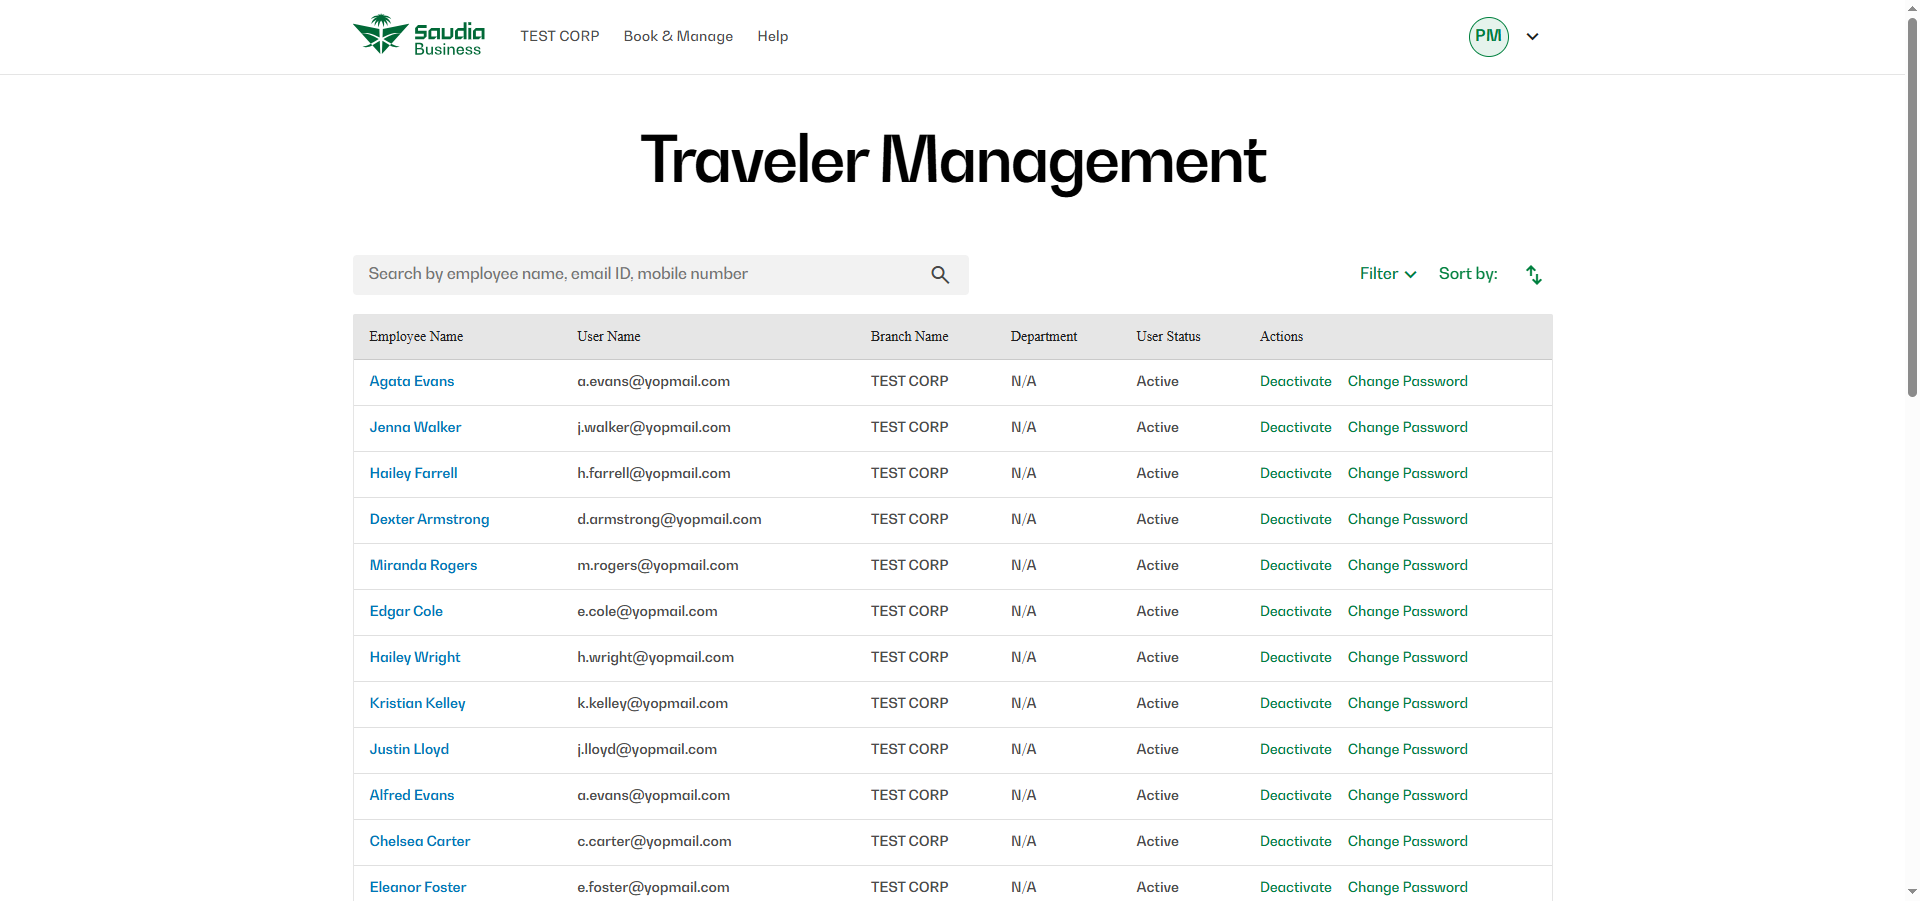 Saudia
Business
TEST CORP Book & Manage Help PM
Traveler Management
Search by employee name, email ID, mobile number Filter Sort by:
Employee Name User Name Branch Name Department User Status Actions
Agata Evans a.evans@yopmail.com TEST CORP N/A Active Deactivate Change Password
Jenna Walker j.walker@yopmail.com TEST CORP N/A Active Deactivate Change Password
Hailey Farrell h.farrell@yopmail.com TEST CORP N/A Active Deactivate Change Password
Dexter Armstrong d.armstrong@yopmail.com TEST CORP N/A Active Deactivate Change Password
Miranda Rogers m.rogers@yopmail.com TEST CORP N/A Active Deactivate Change Password
Edgar Cole e.cole@yopmail.com TEST CORP N/A Active Deactivate Change Password
Hailey Wright h.wright@yopmail.com TEST CORP N/A Active Deactivate Change Password
Kristian Kelley k.kelley@yopmail.com TEST CORP N/A Active Deactivate Change Password
Justin Lloyd j.lloyd@yopmail.com TEST CORP N/A Active Deactivate Change Password
Alfred Evans a.evans@yopmail.com TEST CORP N/A Active Deactivate Change Password
Chelsea Carter c.carter@yopmail.com TEST CORP N/A Active Deactivate Change Password
Eleanor Foster e.foster@yopmail.com TEST CORP N/A Active Deactivate Change Password